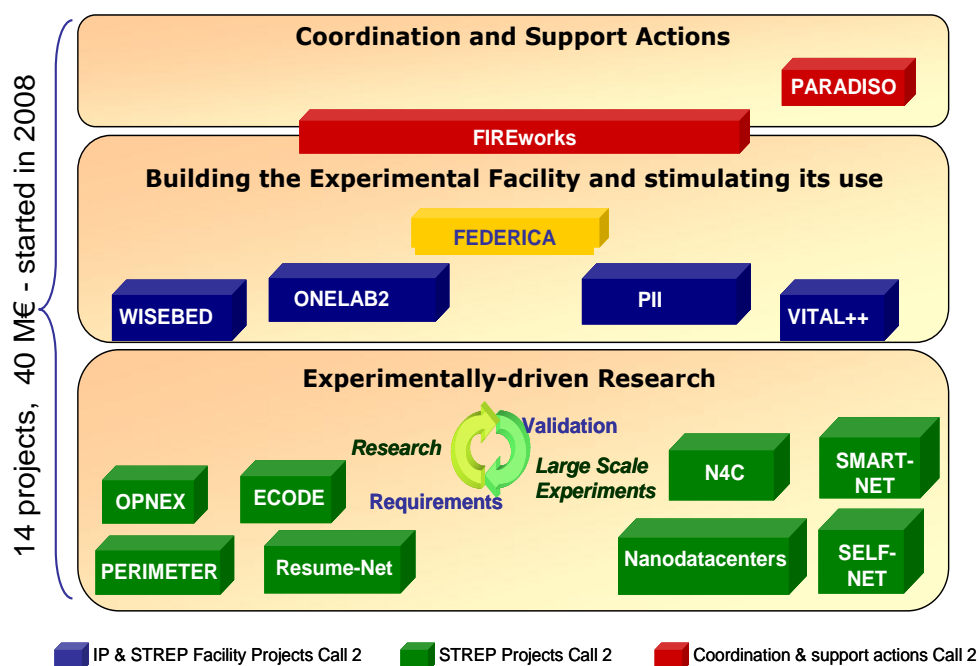 14 projects, 40 M€ - started in 2008
Coordination and Support Actions
PARADISO
FIREworks
Building the Experimental Facility and stimulating its use
FEDERICA
WISEBED
ONELAB2
PII
VITAL++
Experimentally-driven Research
Research
Validation
Large Scale
Experiments
Requirements
OPNEX
ECODE
N4C
SMART-
NET
PERIMETER
Resume-Net
Nanodatacenters
SELF-
NET
IP & STREP Facility Projects Call 2
STREP Projects Call 2
Coordination & support actions Call 2